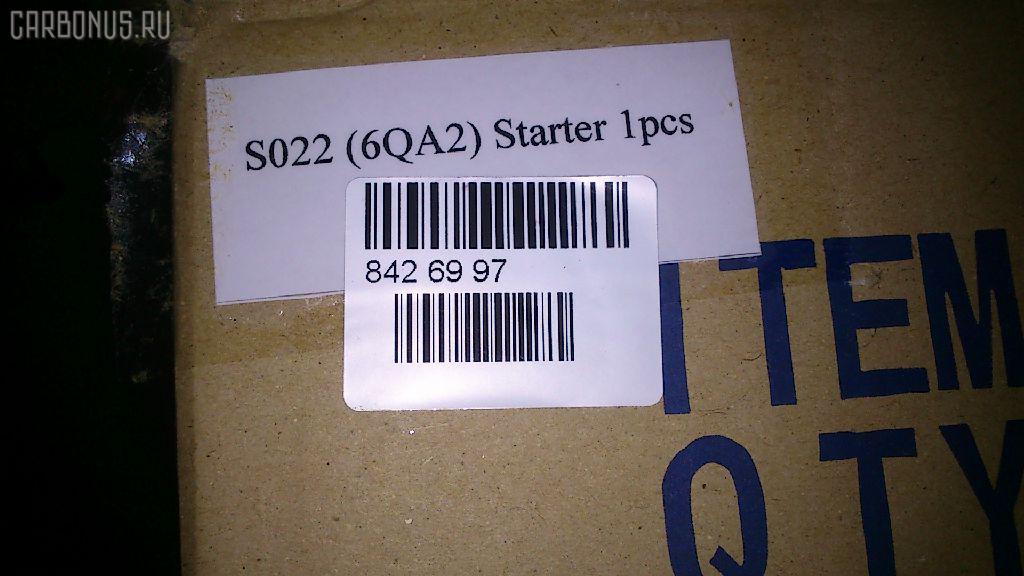 CARBONUS.RU
S022 (6QA2) Starter 1pcs
842 69 97
ITEM
QTY